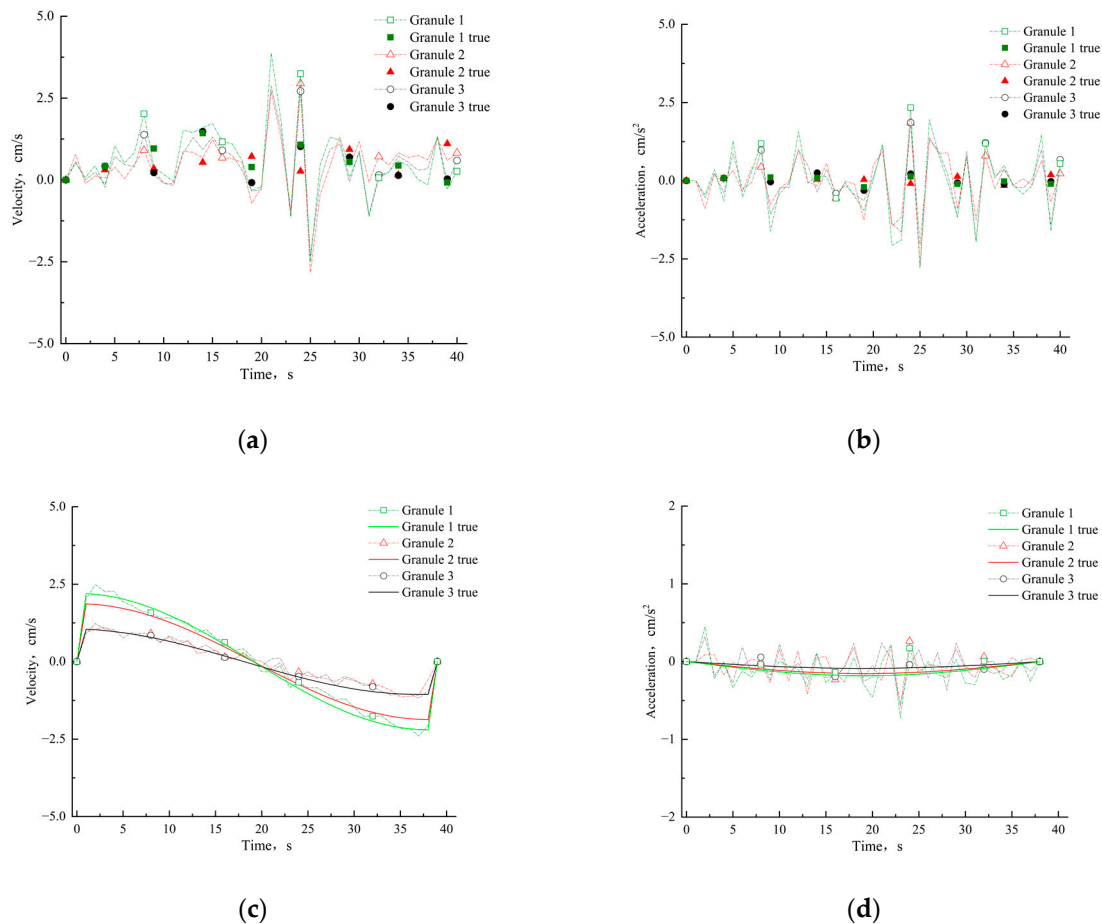 5.0
2.5
0.0
−2.5
−5.0
Velocity, cm/s
0 5 10 15 20 25 30 35 40
Time, s
Granule 1
Granule 1 true
Granule 2
Granule 2 true
Granule 3
Granule 3 true
(a)
5.0
2.5
0.0
−2.5
−5.0
Acceleration, cm/s²
0 5 10 15 20 25 30 35 40
Time, s
Granule 1
Granule 1 true
Granule 2
Granule 2 true
Granule 3
Granule 3 true
(b)
5.0
2.5
0.0
−2.5
−5.0
Velocity, cm/s
0 5 10 15 20 25 30 35 40
Time, s
Granule 1
Granule 1 true
Granule 2
Granule 2 true
Granule 3
Granule 3 true
(c)
2
1
0
−1
−2
Acceleration, cm/s²
0 5 10 15 20 25 30 35 40
Time, s
Granule 1
Granule 1 true
Granule 2
Granule 2 true
Granule 3
Granule 3 true
(d)